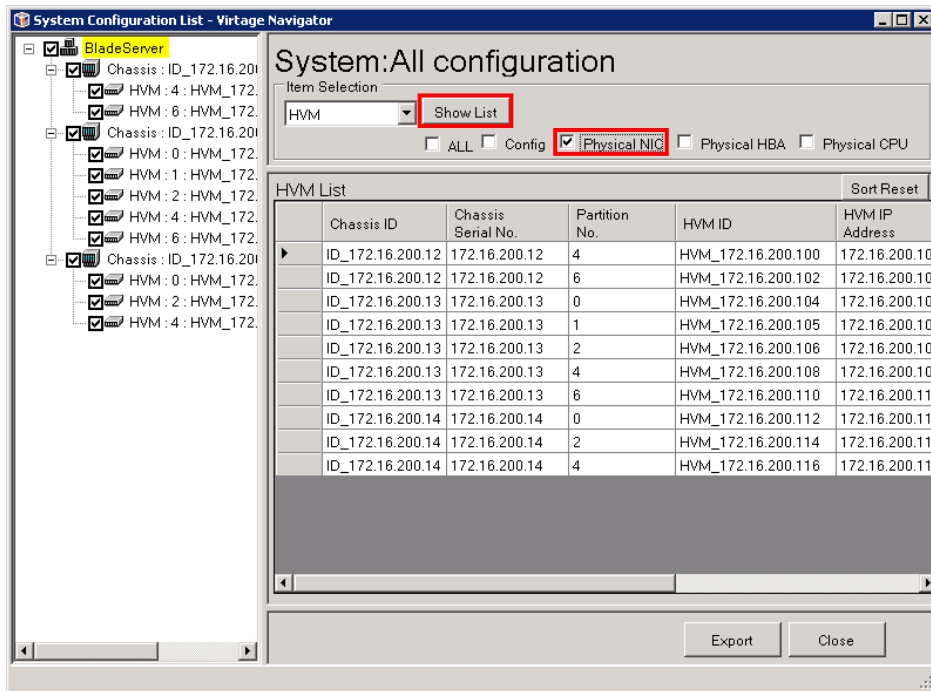 System Configuration List - Virtage Navigator
BladeServer
Chassis : ID_172.16.20
HVM : 4 : HVM_172.
HVM : 6 : HVM_172.
Chassis : ID_172.16.20
HVM : 0 : HVM_172.
HVM : 1 : HVM_172.
HVM : 2 : HVM_172.
HVM : 4 : HVM_172.
HVM : 6 : HVM_172.
Chassis : ID_172.16.20
HVM : 0 : HVM_172.
HVM : 2 : HVM_172.
HVM : 4 : HVM_172.
System:All configuration
Item Selection
HVM Show List
ALL Config Physical NIC Physical HBA Physical CPU
HVM List Sort Reset
Chassis ID Chassis Serial No. Partition No. HVM ID HVM IP Address
ID_172.16.200.12 172.16.200.12 4 HVM_172.16.200.100 172.16.200.10
ID_172.16.200.12 172.16.200.12 6 HVM_172.16.200.102 172.16.200.10
ID_172.16.200.13 172.16.200.13 0 HVM_172.16.200.104 172.16.200.10
ID_172.16.200.13 172.16.200.13 1 HVM_172.16.200.105 172.16.200.10
ID_172.16.200.13 172.16.200.13 2 HVM_172.16.200.106 172.16.200.10
ID_172.16.200.13 172.16.200.13 4 HVM_172.16.200.108 172.16.200.10
ID_172.16.200.13 172.16.200.13 6 HVM_172.16.200.110 172.16.200.11
ID_172.16.200.14 172.16.200.14 0 HVM_172.16.200.112 172.16.200.11
ID_172.16.200.14 172.16.200.14 2 HVM_172.16.200.114 172.16.200.11
ID_172.16.200.14 172.16.200.14 4 HVM_172.16.200.116 172.16.200.11
Export Close